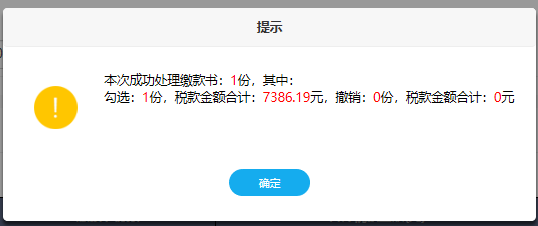 提示
本次成功处理缴款书：1份，其中：
勾选：1份，税款金额合计：7386.19元，撤销：0份，税款金额合计：0元
确定